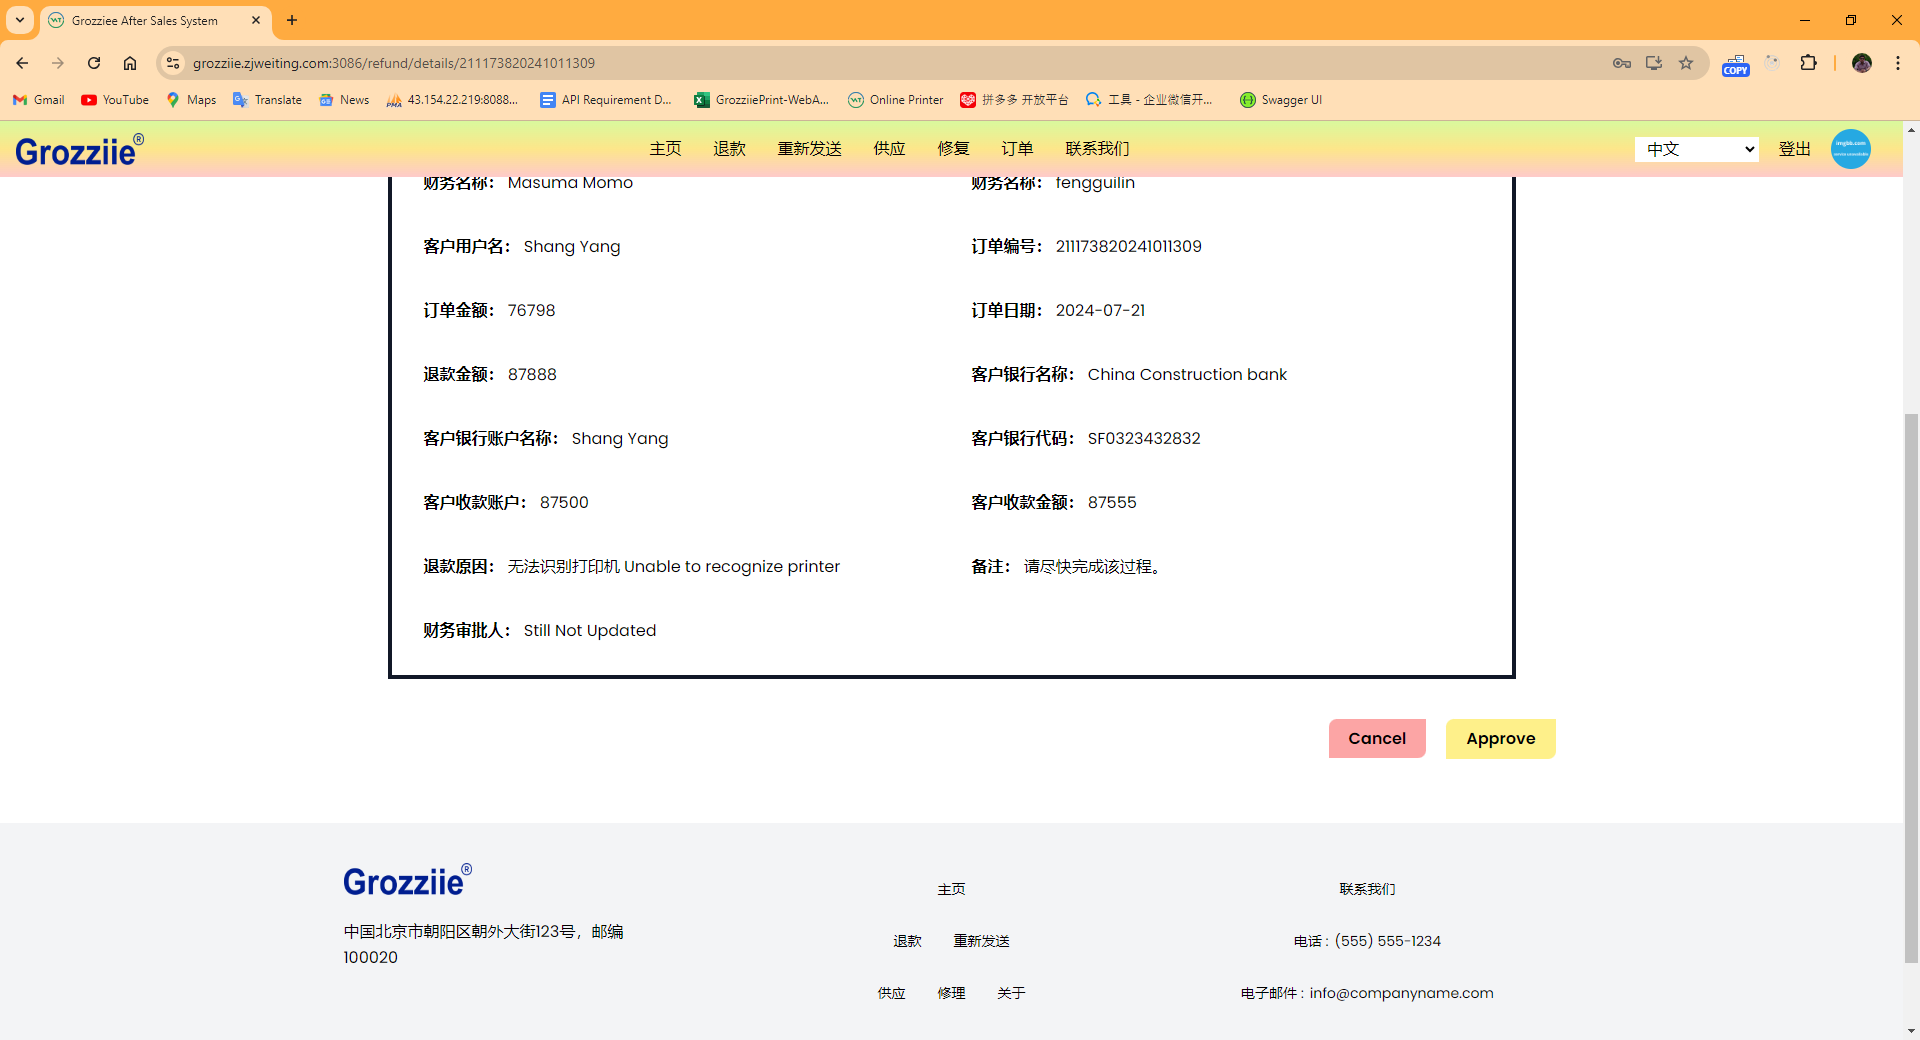 Grozziee After Sales System
grozziie.zjweiting.com:3086/refund/details/211173820241011309
COPY
Gmail
YouTube
Maps
Translate
News
43.154.22.219:8088...
API Requirement D...
GrozziiePrint-WebA...
Online Printer
拼多多 开放平台
工具 - 企业微信开...
Swagger UI
Grozziie®
主页
退款
重新发送
供应
修复
订单
联系我们
中文
登出
财务名称： Masuma Momo
财务名称： fengguilin
客户用户名： Shang Yang
订单编号： 211173820241011309
订单金额： 76798
订单日期： 2024-07-21
退款金额： 87888
客户银行名称： China Construction bank
客户银行账户名称： Shang Yang
客户银行代码： SF0323432832
客户收款账户： 87500
客户收款金额： 87555
退款原因： 无法识别打印机 Unable to recognize printer
备注： 请尽快完成该过程。
财务审批人： Still Not Updated
Cancel
Approve
Grozziie®
中国北京市朝阳区朝外大街123号，邮编
100020
主页
退款 重新发送
供应 修理 关于
联系我们
电话 : (555) 555-1234
电子邮件 : info@companyname.com